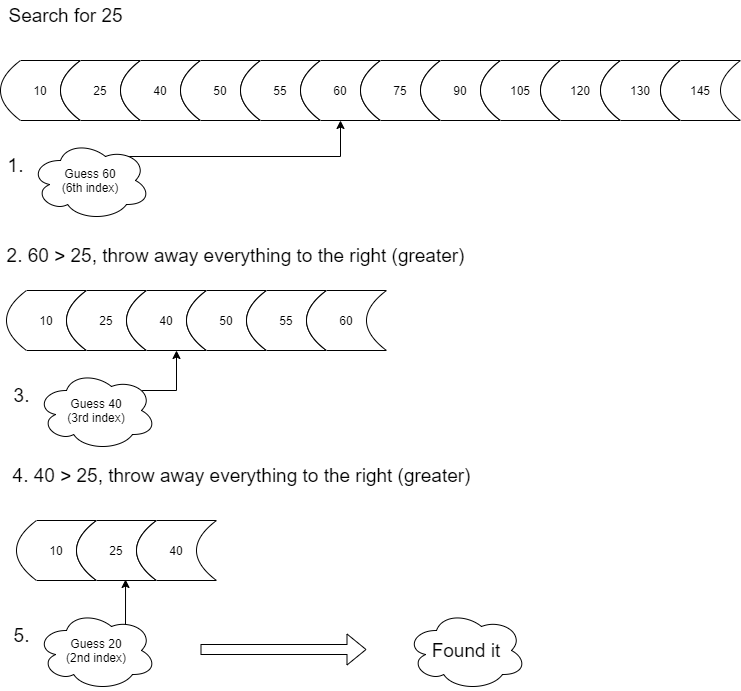 Search for 25
10 25 40 50 55 60 75 90 105 120 130 145
1.
Guess 60
(6th index)
2. 60 > 25, throw away everything to the right (greater)
10 25 40 50 55 60
3.
Guess 40
(3rd index)
4. 40 > 25, throw away everything to the right (greater)
10 25 40
5.
Guess 20
(2nd index)
Found it